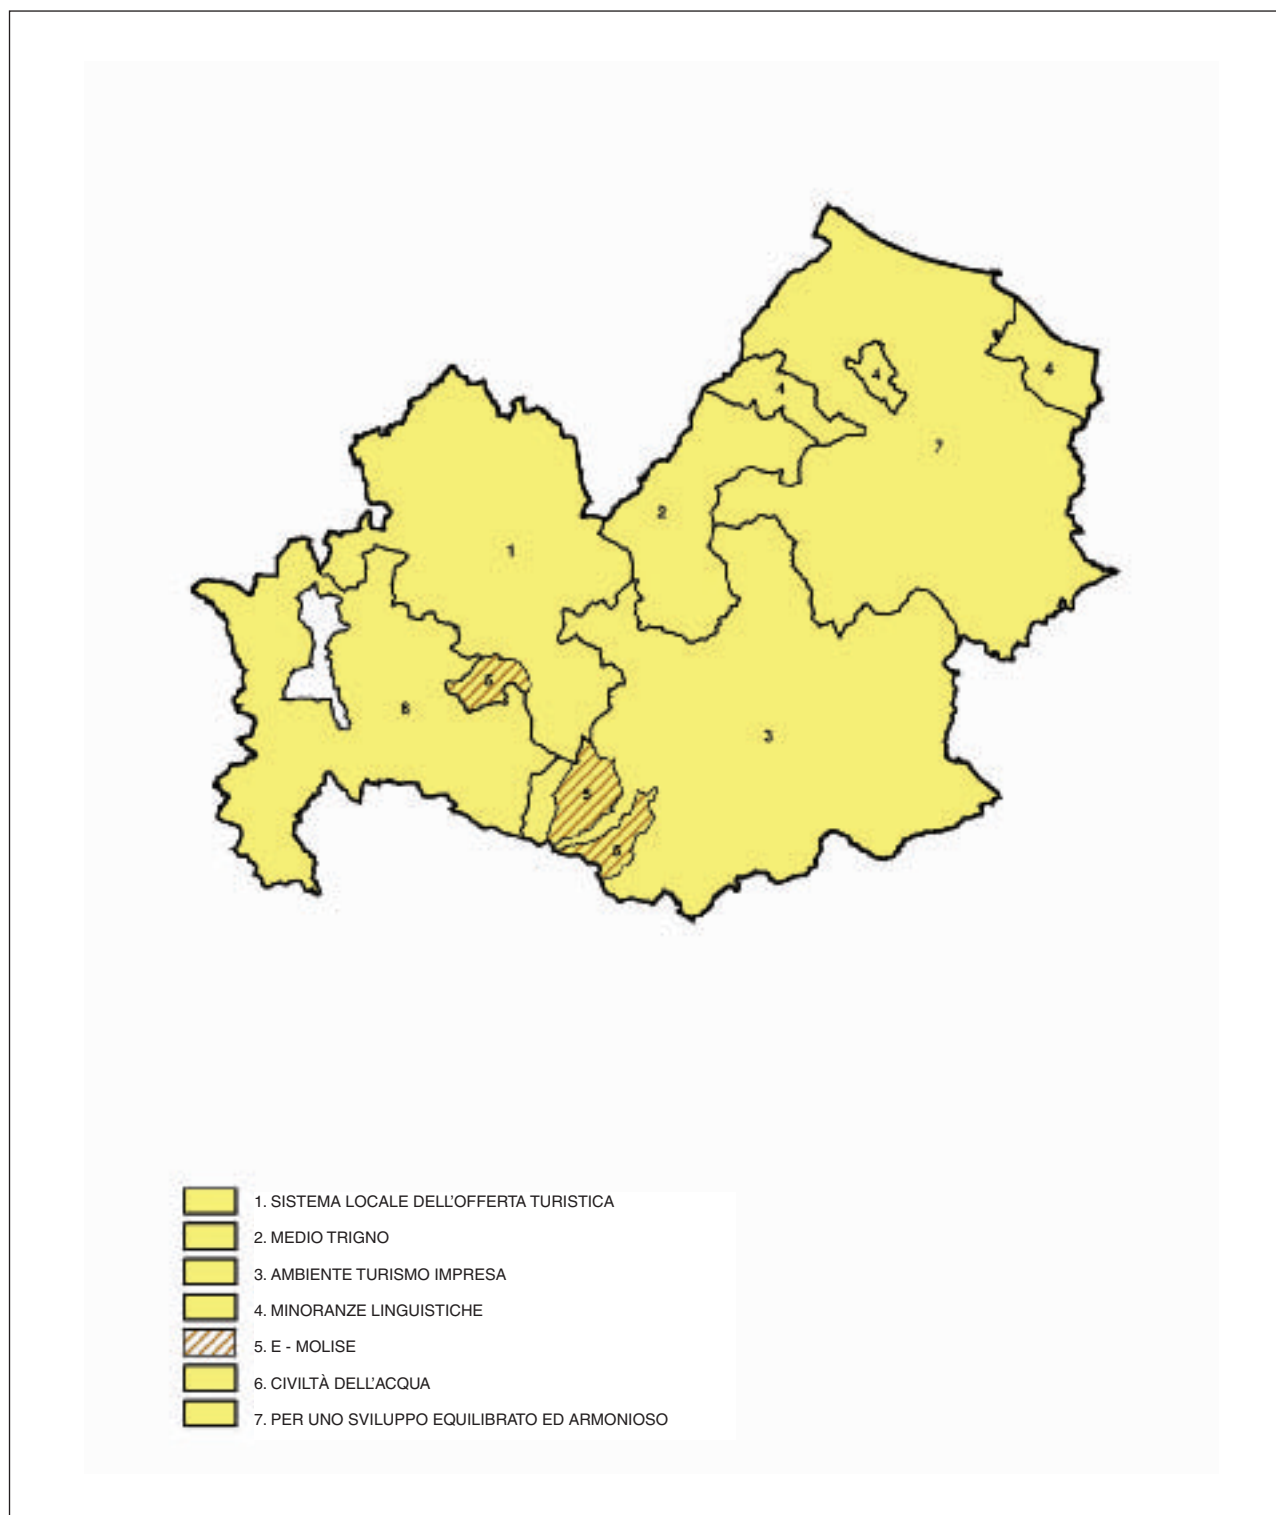 4
4
4
7
2
1
5
6
3
5
1. SISTEMA LOCALE DELL'OFFERTA TURISTICA
2. MEDIO TRIGNO
3. AMBIENTE TURISMO IMPRESA
4. MINORANZE LINGUISTICHE
5. E - MOLISE
6. CIVILTÀ DELL'ACQUA
7. PER UNO SVILUPPO EQUILIBRATO ED ARMONIOSO